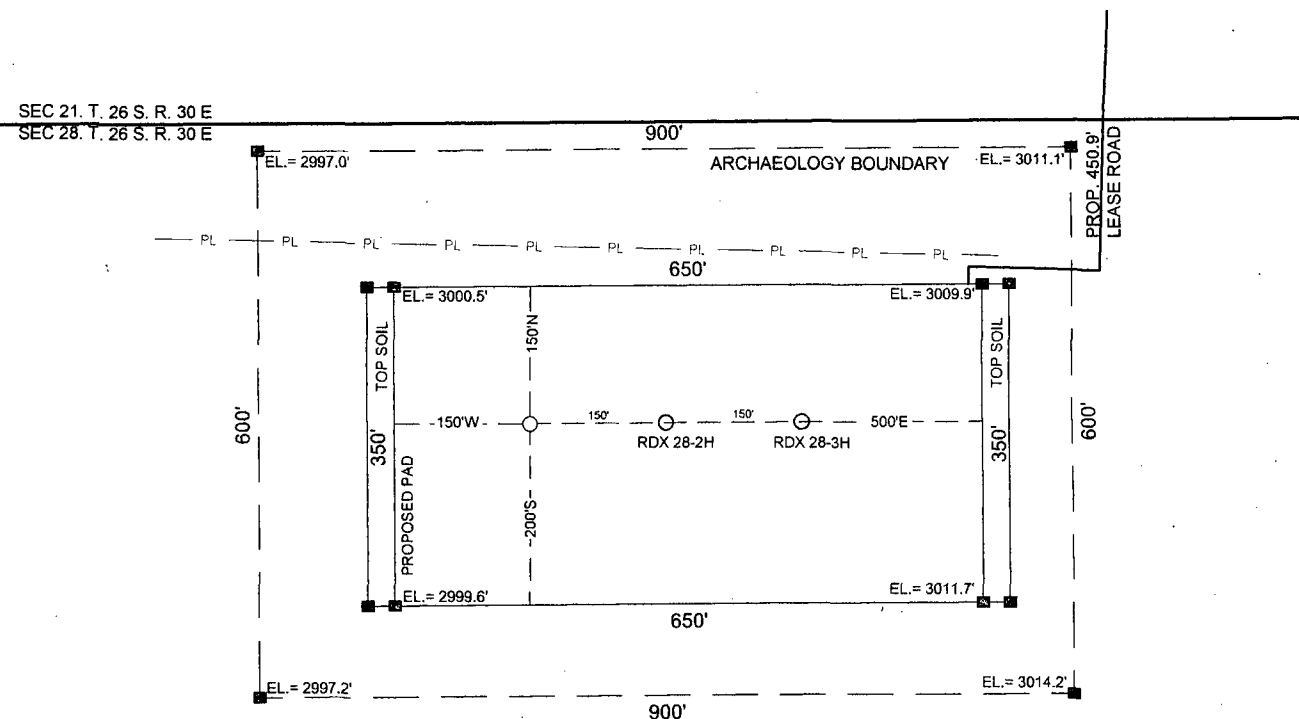 SEC 21. T. 26 S. R. 30 E
SEC 28. T. 26 S. R. 30 E
900'
EL.= 2997.0'
ARCHAEOLOGY BOUNDARY
EL.= 3011.1'
PROP. 450.9'
LEASE ROAD
PL PL PL PL PL PL PL PL PL PL
650'
EL.= 3000.5'
EL.= 3009.9'
TOP SOIL
150'N
TOP SOIL
600'
350'
150'W
150'
150'
500'E
350'
600'
RDX 28-2H
RDX 28-3H
PROPOSED PAD
200'S
EL.= 2999.6'
EL.= 3011.7'
650'
EL.= 2997.2'
EL.= 3014.2'
900'